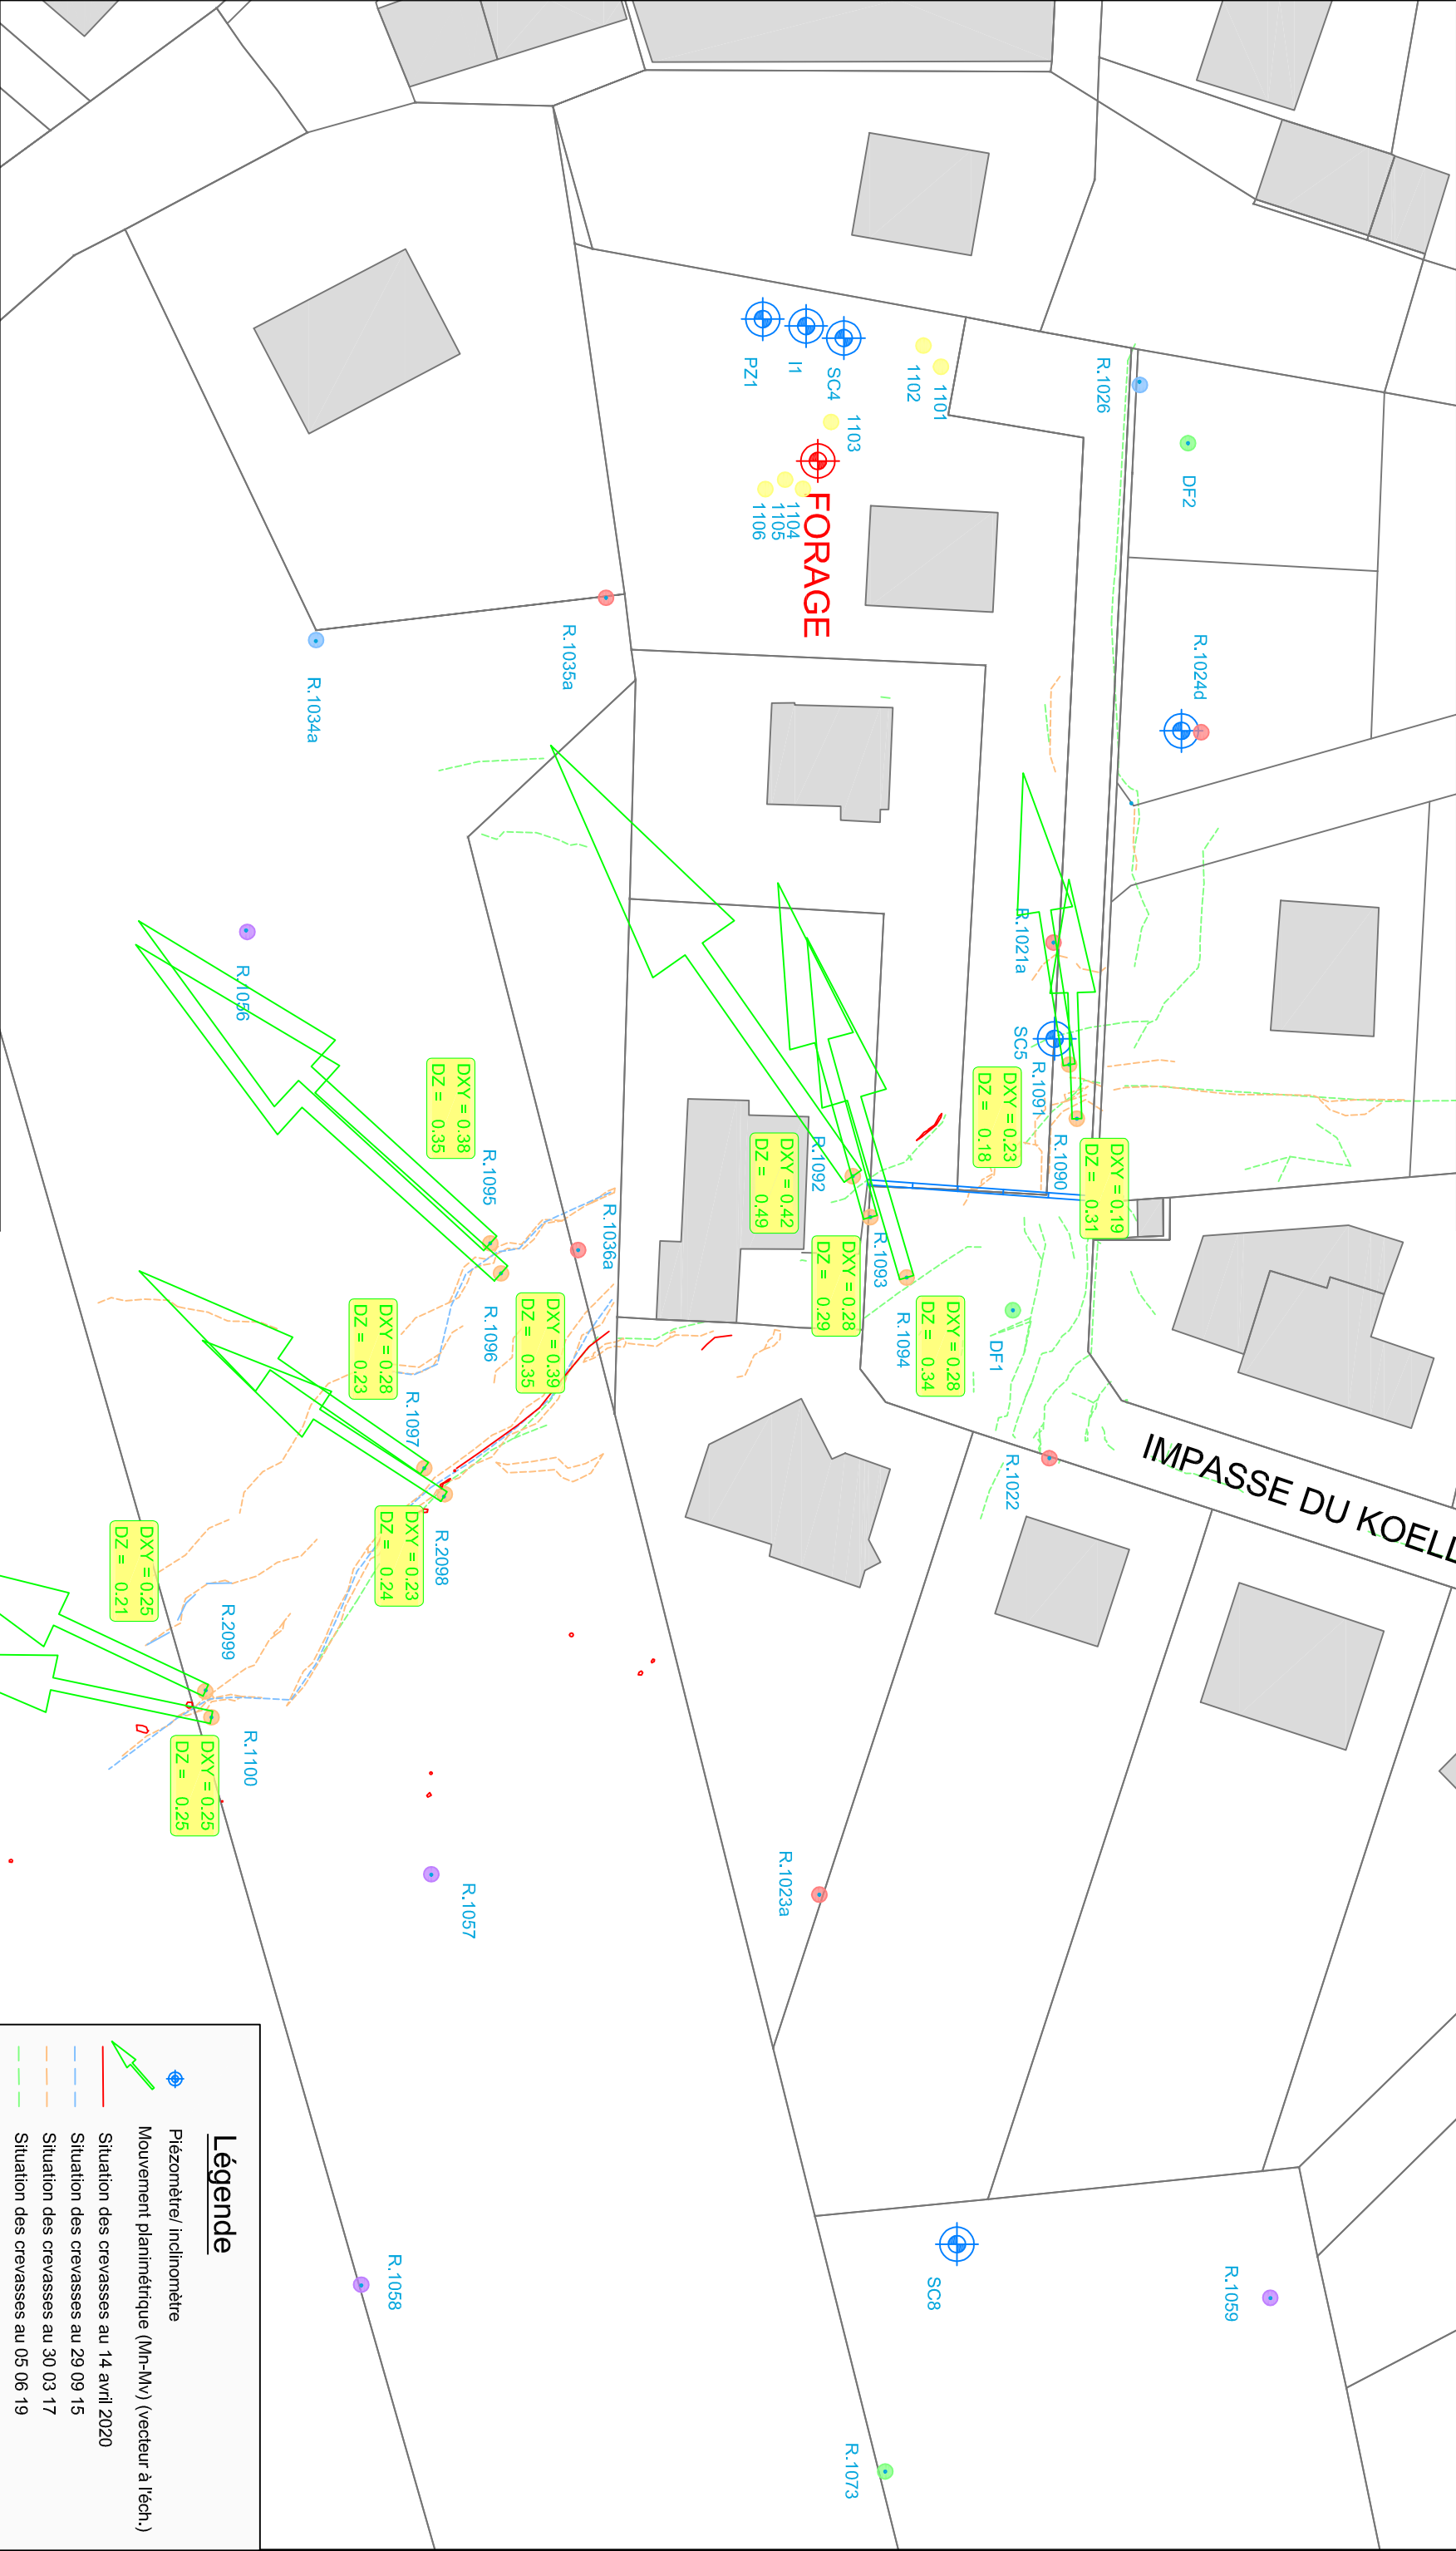 PZ1
I1
SC4
1102
1101
1103
1104
1105
1106
FORAGE
R.1026
DF2
R.1024d
R.1035a
R.1034a
R.1056
R.1021a
SC5
R.1091
R.1090
DXY = 0.23
DZ = 0.18
DXY = 0.19
DZ = 0.31
R.1092
DXY = 0.42
DZ = 0.49
R.1093
DXY = 0.28
DZ = 0.29
R.1094
DXY = 0.28
DZ = 0.34
DF1
R.1022
IMPASSE DU KOELL
DXY = 0.38
DZ = 0.35
R.1095
R.1036a
R.1096
DXY = 0.39
DZ = 0.35
DXY = 0.28
DZ = 0.23
R.1097
R.2098
DXY = 0.23
DZ = 0.24
DXY = 0.25
DZ = 0.21
R.2099
R.1100
DXY = 0.25
DZ = 0.25
R.1057
R.1023a
R.1058
SC8
R.1059
R.1073
Légende
Piézomètre/ inclinomètre
Mouvement planimétrique (Mn-Mv) (vecteur à l'éch.)
Situation des crevasses au 14 avril 2020
Situation des crevasses au 29 09 15
Situation des crevasses au 30 03 17
Situation des crevasses au 05 06 19